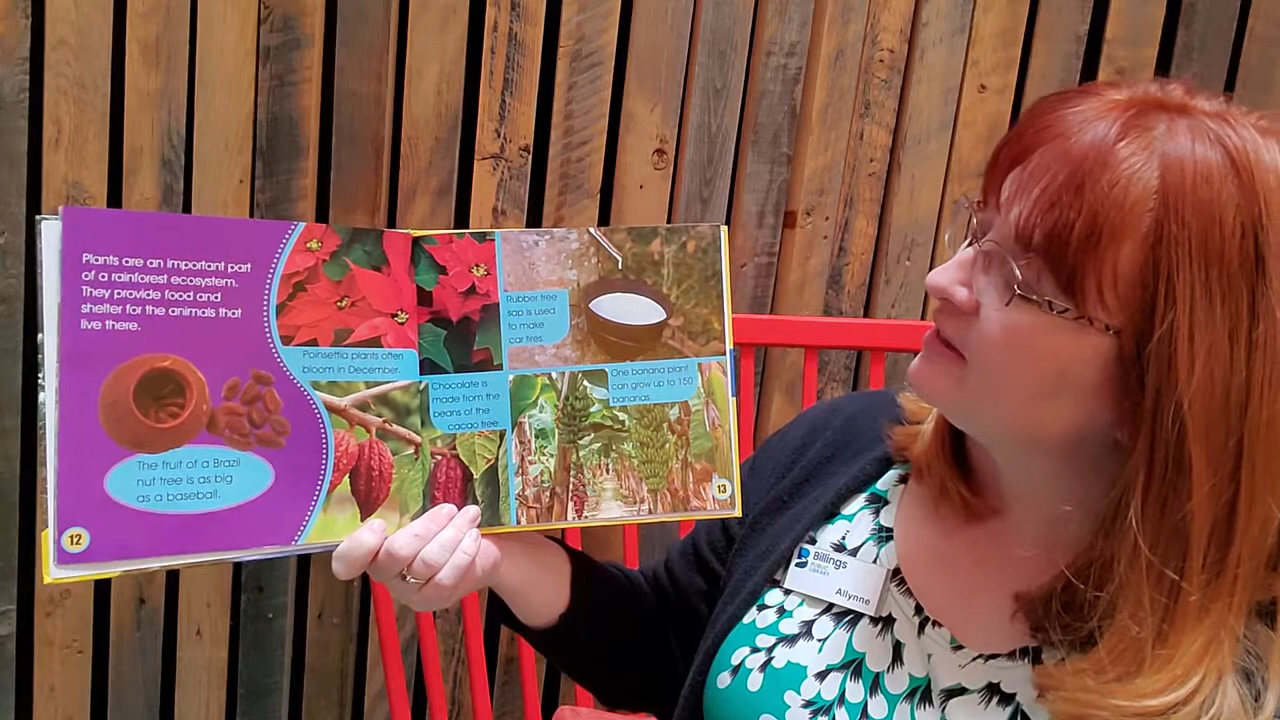 Plants are an important part
of a rainforest ecosystem.
They provide food and
shelter for the animals that
live there.
The fruit of a Brazil
nut tree is as big
as a baseball.
12
Poinsettia plants often
bloom in December.
Chocolate is
made from the
beans of the
cacao tree.
Rubber tree
sap is used
to make
car tires.
One banana plant
can grow up to 150
bananas.
13
Billings
PUBLIC
LIBRARY
Allynne